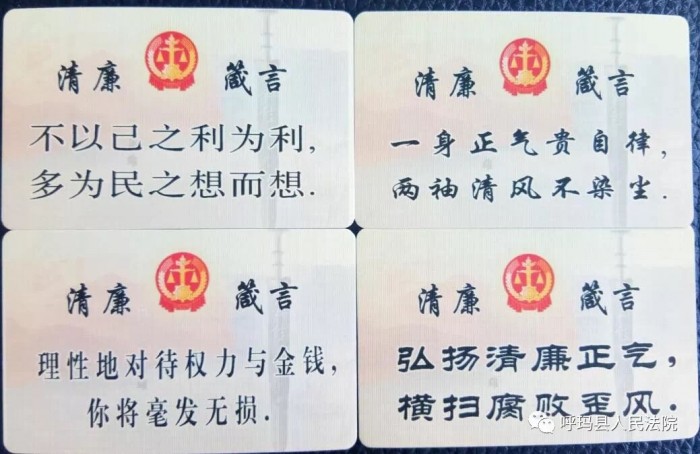 清廉 箴言
不以己之利为利，
多为民之想而想.
清廉 箴言
一身正气贵自律，
两袖清风不染尘.
清廉 箴言
理性地对待权力与金钱，
你将毫发无损.
清廉 箴言
弘扬清廉正气，
横扫腐败歪风.
呼玛县人民法院